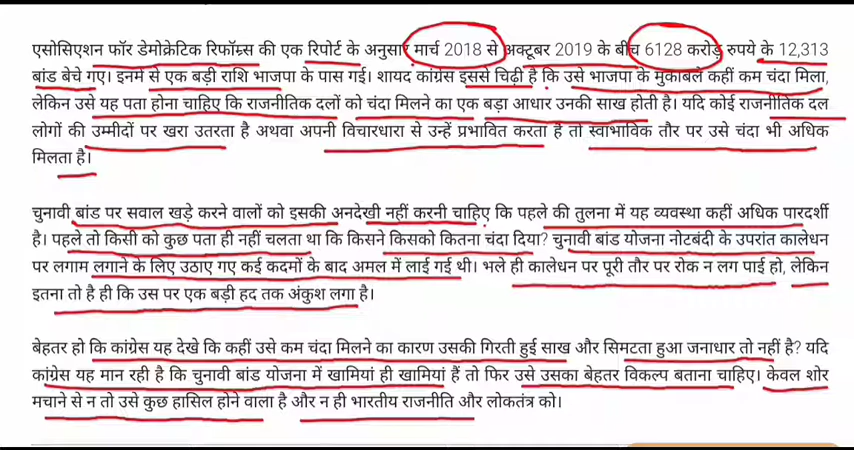 एसोसिएशन फॉर डेमोक्रेटिक रिफॉर्म्स की एक रिपोर्ट के अनुसार मार्च 2018 से अक्टूबर 2019 के बीच 6128 करोड़ रुपये के 12,313
बांड बेचे गए। इनमें से एक बड़ी राशि भाजपा के पास गई। शायद कांग्रेस इससे चिढ़ी है कि उसे भाजपा के मुकाबले कहीं कम चंदा मिला,
लेकिन उसे यह पता होना चाहिए कि राजनीतिक दलों को चंदा मिलने का एक बड़ा आधार उनकी साख होती है। यदि कोई राजनीतिक दल
लोगों की उम्मीदों पर खरा उतरता है अथवा अपनी विचारधारा से उन्हें प्रभावित करता है तो स्वाभाविक तौर पर उसे चंदा भी अधिक
मिलता है।
चुनावी बांड पर सवाल खड़े करने वालों को इसकी अनदेखी नहीं करनी चाहिए कि पहले की तुलना में यह व्यवस्था कहीं अधिक पारदर्शी
है। पहले तो किसी को कुछ पता ही नहीं चलता था कि किसने किसको कितना चंदा दिया? चुनावी बांड योजना नोटबंदी के उपरांत कालेधन
पर लगाम लगाने के लिए उठाए गए कई कदमों के बाद अमल में लाई गई थी। भले ही कालेधन पर पूरी तौर पर रोक न लग पाई हो, लेकिन
इतना तो है ही कि उस पर एक बड़ी हद तक अंकुश लगा है।
बेहतर हो कि कांग्रेस यह देखे कि कहीं उसे कम चंदा मिलने का कारण उसकी गिरती हुई साख और सिमटता हुआ जनाधार तो नहीं है? यदि
कांग्रेस यह मान रही है कि चुनावी बांड योजना में खामियां ही खामियां हैं तो फिर उसे उसका बेहतर विकल्प बताना चाहिए। केवल शोर
मचाने से न तो उसे कुछ हासिल होने वाला है और न ही भारतीय राजनीति और लोकतंत्र को।